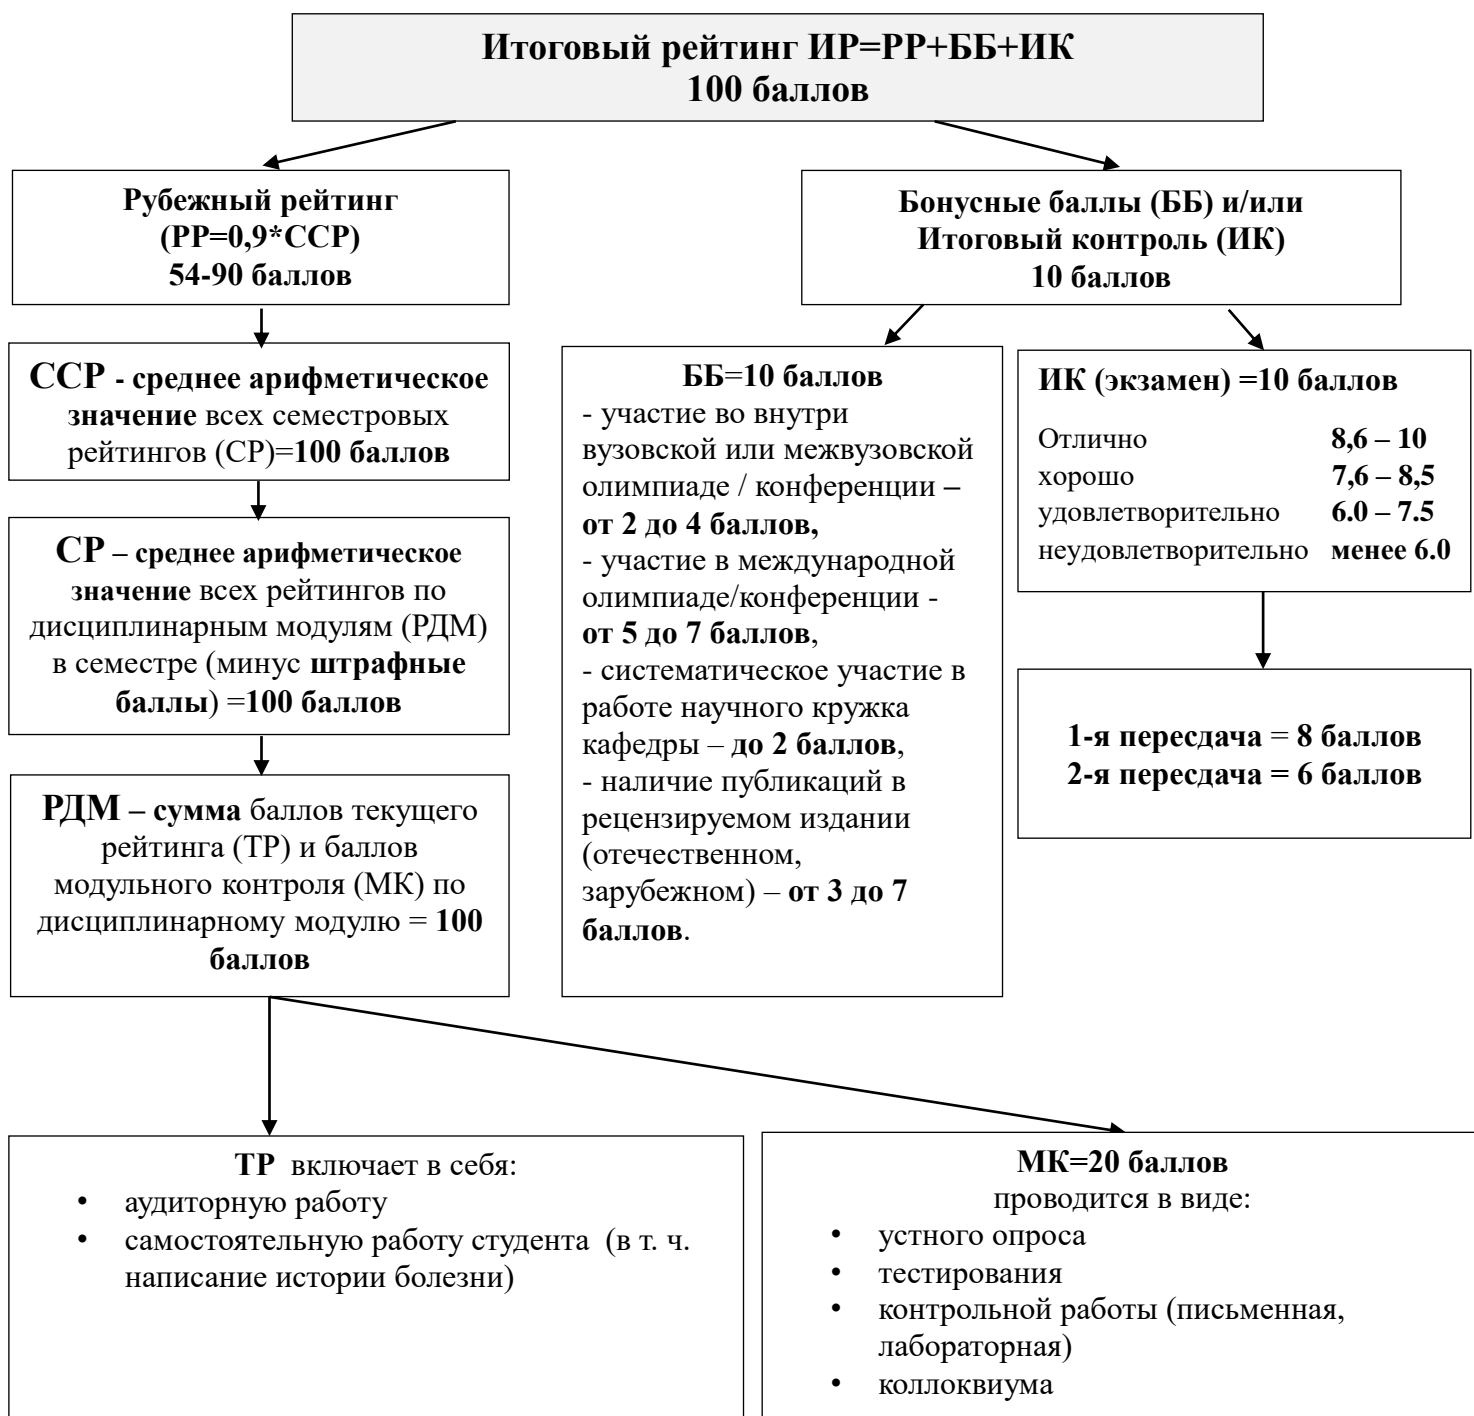 Итоговый рейтинг ИР=РР+ББ+ИК
100 баллов
Рубежный рейтинг
(РР=0,9*ССР)
54-90 баллов
Бонусные баллы (ББ) и/или
Итоговый контроль (ИК)
10 баллов
ССР - среднее арифметическое
значение всех семестровых
рейтингов (СР)=100 баллов
СР – среднее арифметическое
значение всех рейтингов по
дисциплинарным модулям (РДМ)
в семестре (минус штрафные
баллы) =100 баллов
РДМ – сумма баллов текущего
рейтинга (ТР) и баллов
модульного контроля (МК) по
дисциплинарному модулю = 100
баллов
ББ=10 баллов
- участие во внутри
вузовской или межвузовской
олимпиаде / конференции –
от 2 до 4 баллов,
- участие в международной
олимпиаде/конференции -
от 5 до 7 баллов,
- систематическое участие в
работе научного кружка
кафедры – до 2 баллов,
- наличие публикаций в
рецензируемом издании
(отечественном,
зарубежном) – от 3 до 7
баллов.
ИК (экзамен) =10 баллов
Отлично 8,6 – 10
хорошо 7,6 – 8,5
удовлетворительно 6.0 – 7.5
неудовлетворительно менее 6.0
1-я пересдача = 8 баллов
2-я пересдача = 6 баллов
ТР включает в себя:
• аудиторную работу
• самостоятельную работу студента (в т. ч.
написание истории болезни)
МК=20 баллов
проводится в виде:
• устного опроса
• тестирования
• контрольной работы (письменная,
лабораторная)
• коллоквиума